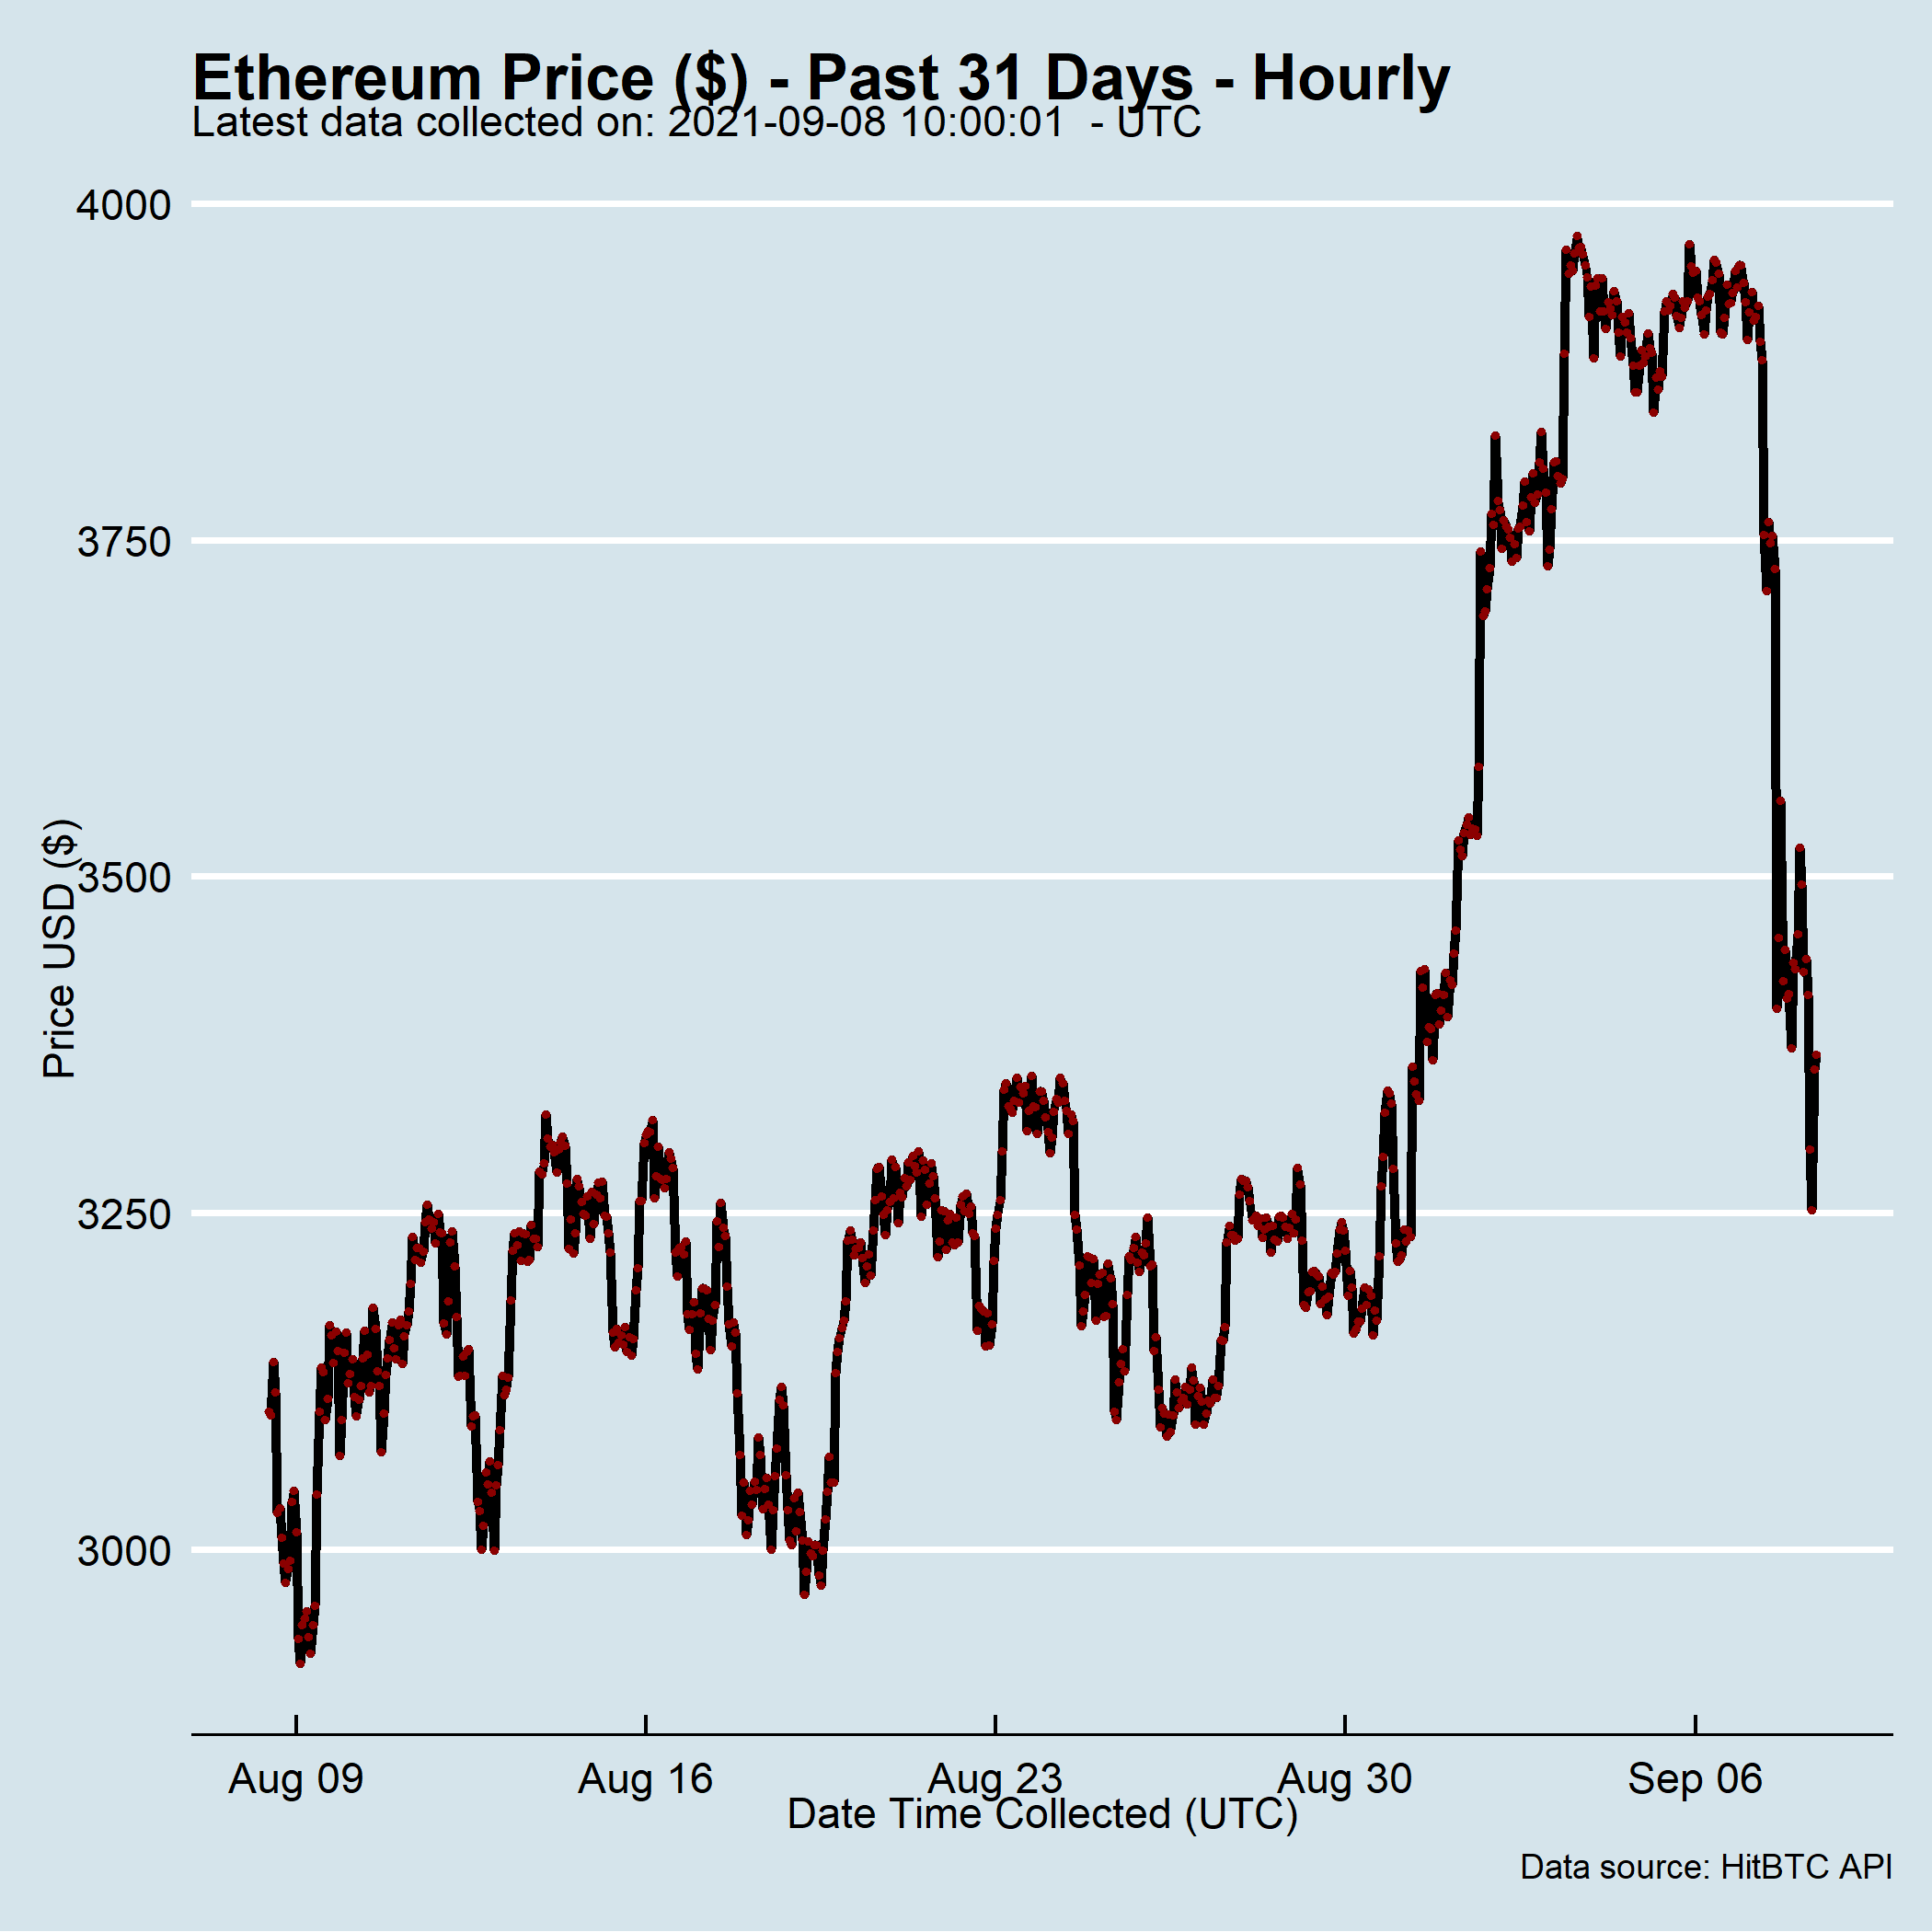 Ethereum Price ($) - Past 31 Days - Hourly
Latest data collected on: 2021-09-08 10:00:01  - UTC
4000
3750
3500
3250
3000
Price USD ($)
Aug 09 Aug 16 Aug 23 Aug 30 Sep 06
Date Time Collected (UTC)
Data source: HitBTC API